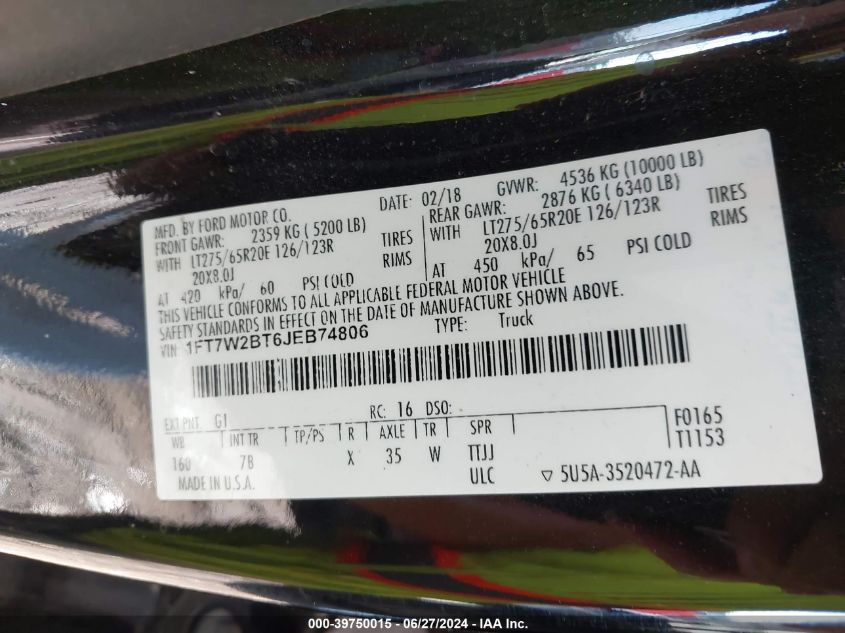 MFD. BY FORD MOTOR CO.
DATE: 02/18 GVWR: 4536 KG (10000 LB)
FRONT GAWR: 2359 KG ( 5200 LB) REAR GAWR: 2876 KG ( 6340 LB)
WITH LT275/65R20E 126/123R TIRES WITH LT275/65R20E 126/123R TIRES
20X8.0J RIMS 20X8.0J RIMS
AT 420 kPa/ 60 PSI COLD AT 450 kPa/ 65 PSI COLD
THIS VEHICLE CONFORMS TO ALL APPLICABLE FEDERAL MOTOR VEHICLE
SAFETY STANDARDS IN EFFECT ON THE DATE OF MANUFACTURE SHOWN ABOVE.
VIN: 1FT7W2BT6JEB74806 TYPE: Truck
EXT PNT: G1 RC: 16 DSO:
WB INT TR TP/PS R AXLE TR SPR F0165
160 7B X 35 W TTJJ T1153
MADE IN U.S.A. ULC ▽ 5U5A-3520472-AA
000-39750015 - 06/27/2024 - IAA Inc.